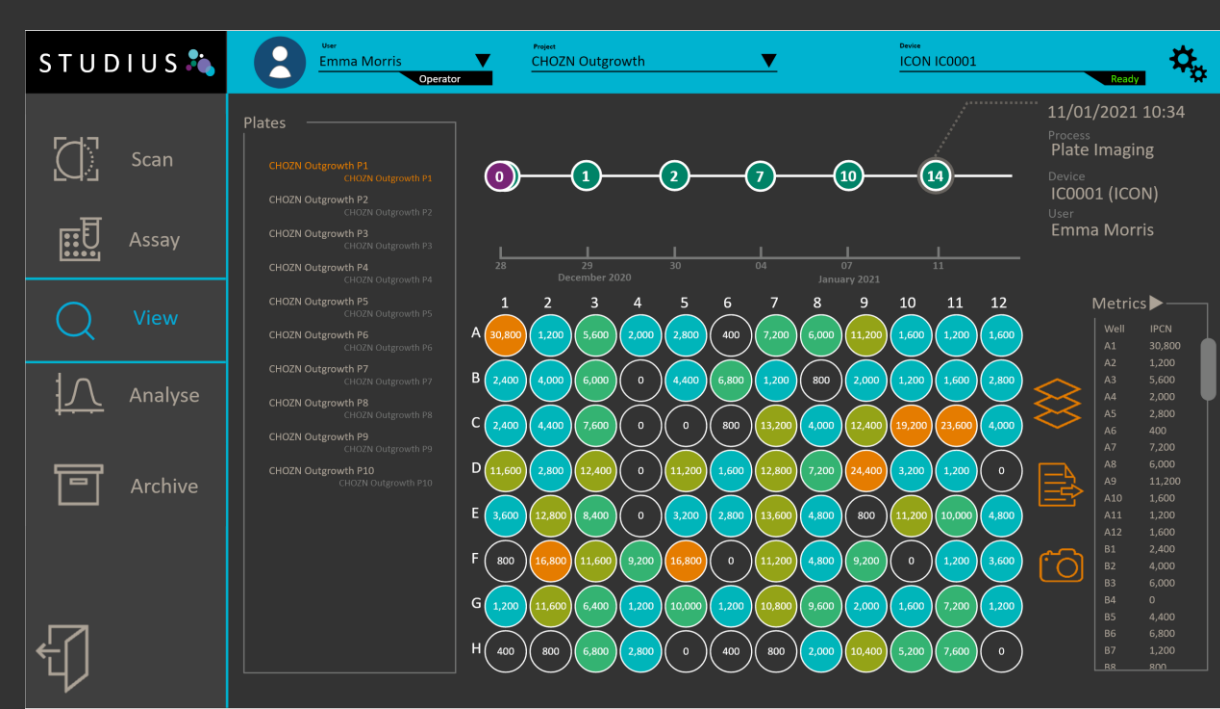 STUDIUS
User
Emma Morris
Operator
Project
CHOZN Outgrowth
Device
ICON IC0001
Ready
Scan
Assay
View
Analyse
Archive
Plates
CHOZN Outgrowth P1
CHOZN Outgrowth P1
CHOZN Outgrowth P2
CHOZN Outgrowth P2
CHOZN Outgrowth P3
CHOZN Outgrowth P3
CHOZN Outgrowth P4
CHOZN Outgrowth P4
CHOZN Outgrowth P5
CHOZN Outgrowth P5
CHOZN Outgrowth P6
CHOZN Outgrowth P6
CHOZN Outgrowth P7
CHOZN Outgrowth P7
CHOZN Outgrowth P8
CHOZN Outgrowth P8
CHOZN Outgrowth P9
CHOZN Outgrowth P9
CHOZN Outgrowth P10
CHOZN Outgrowth P10
0 1 2 7 10 14
28 29 30 04 07 11
December 2020 January 2021
11/01/2021 10:34
Process
Plate Imaging
Device
IC0001 (ICON)
User
Emma Morris
1 2 3 4 5 6 7 8 9 10 11 12
A 30,800 1,200 5,600 2,000 2,800 400 7,200 6,000 11,200 1,600 1,200 1,600
B 2,400 4,000 6,000 0 4,400 6,800 1,200 800 2,000 1,200 1,600 2,800
C 2,400 4,400 7,600 0 0 800 13,200 4,000 12,400 19,200 23,600 4,000
D 11,600 2,800 12,400 0 11,200 1,600 12,800 7,200 24,400 3,200 1,200 0
E 3,600 12,800 8,400 0 3,200 2,800 13,600 4,800 800 11,200 10,000 4,800
F 800 16,800 11,600 9,200 16,800 0 11,200 4,800 9,200 0 1,200 3,600
G 1,200 11,600 6,400 1,200 10,000 1,200 10,800 9,600 2,000 1,600 7,200 1,200
H 400 800 6,800 2,800 0 400 800 2,000 10,400 5,200 7,600 0
Metrics
Well IPCN
A1 30,800
A2 1,200
A3 5,600
A4 2,000
A5 2,800
A6 400
A7 7,200
A8 6,000
A9 11,200
A10 1,600
A11 1,200
A12 1,600
B1 2,400
B2 4,000
B3 6,000
B4 0
B5 4,400
B6 6,800
B7 1,200
B8 800